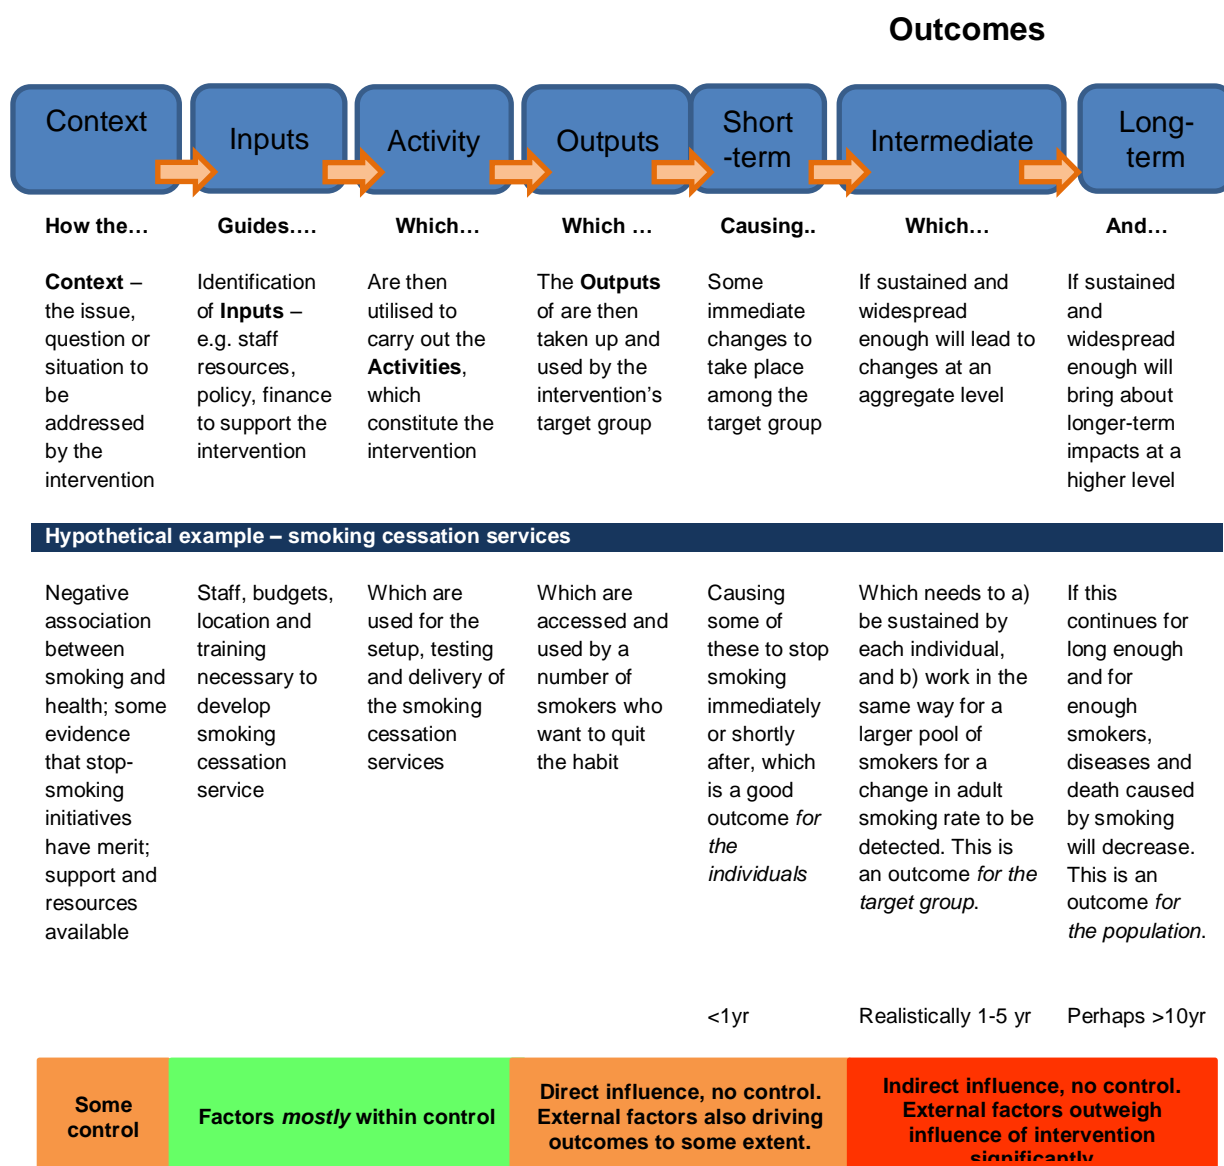 Outcomes
Context
Inputs
Activity
Outputs
Short
-term
Intermediate
Long-
term
How the…
Guides….
Which…
Which …
Causing..
Which…
And…
Context –
the issue,
question or
situation to
be
addressed
by the
intervention
Identification
of Inputs –
e.g. staff
resources,
policy, finance
to support the
intervention
Are then
utilised to
carry out the
Activities,
which
constitute the
intervention
The Outputs
of are then
taken up and
used by the
intervention’s
target group
Some
immediate
changes to
take place
among the
target group
If sustained and
widespread
enough will lead to
changes at an
aggregate level
If sustained
and
widespread
enough will
bring about
longer-term
impacts at a
higher level
Hypothetical example – smoking cessation services
Negative
association
between
smoking and
health; some
evidence
that stop-
smoking
initiatives
have merit;
support and
resources
available
Staff, budgets,
location and
training
necessary to
develop
smoking
cessation
service
Which are
used for the
setup, testing
and delivery of
the smoking
cessation
services
Which are
accessed and
used by a
number of
smokers who
want to quit
the habit
Causing
some of
these to stop
smoking
immediately
or shortly
after, which
is a good
outcome for
the
individuals
Which needs to a)
be sustained by
each individual,
and b) work in the
same way for a
larger pool of
smokers for a
change in adult
smoking rate to be
detected. This is
an outcome for the
target group.
If this
continues for
long enough
and for
enough
smokers,
diseases and
death caused
by smoking
will decrease.
This is an
outcome for
the population.
<1yr
Realistically 1-5 yr
Perhaps >10yr
Some
control
Factors mostly within control
Direct influence, no control.
External factors also driving
outcomes to some extent.
Indirect influence, no control.
External factors outweigh
influence of intervention
significantly